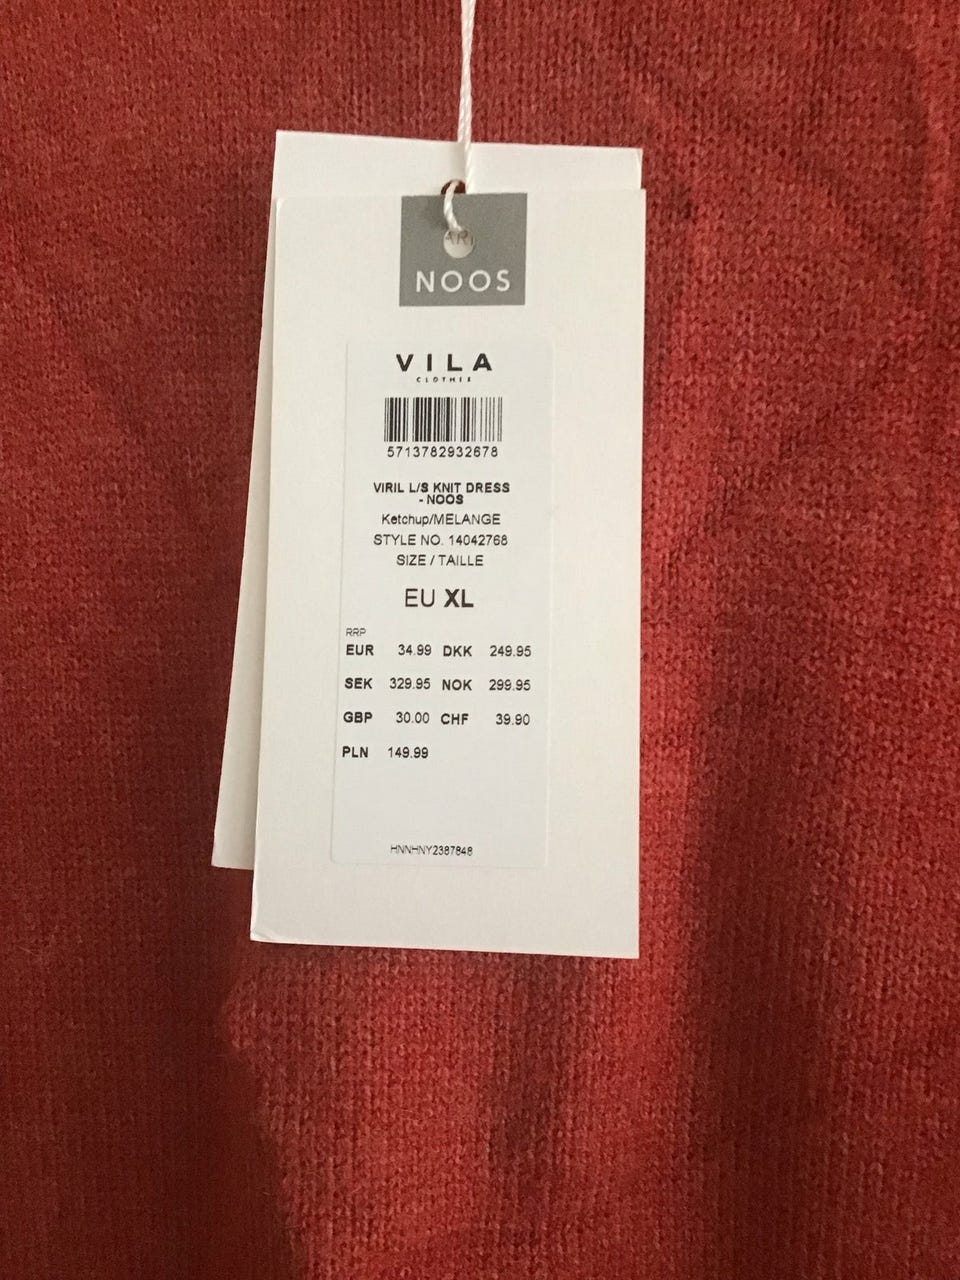 NOOS
VILA
CLOTHES
5713782932678
VIRIL L/S KNIT DRESS
- NOOS
Ketchup/MELANGE
STYLE NO. 14042768
SIZE / TAILLE
EU XL
RRP
EUR 34.99 DKK 249.95
SEK 329.95 NOK 299.95
GBP 30.00 CHF 39.90
PLN 149.99
HNNHNY2387848